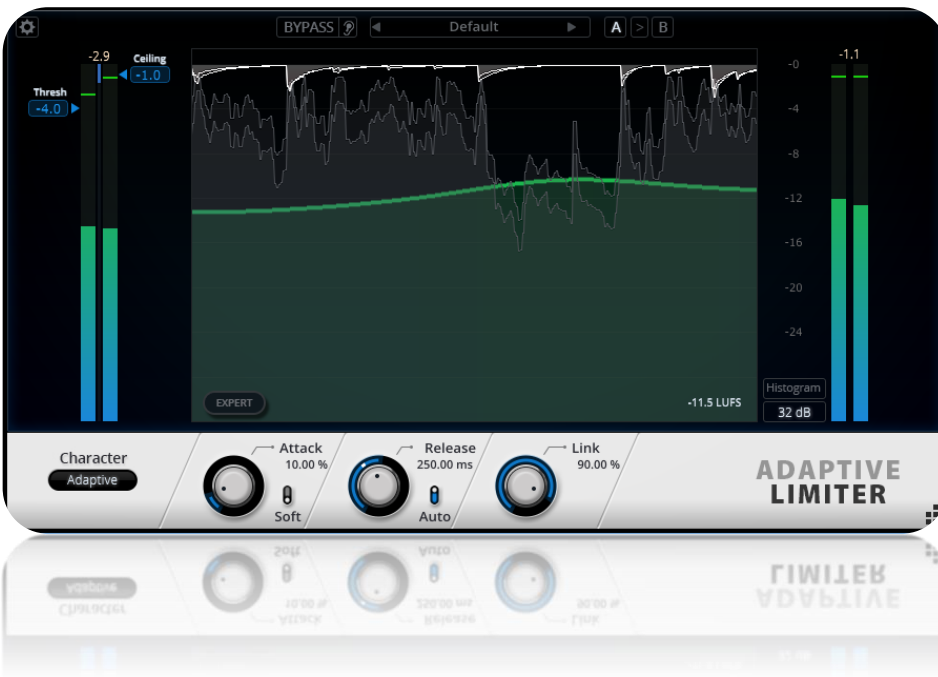 BYPASS
Default
A > B
-2.9
Ceiling
-1.0
Thresh
-4.0
-1.1
-0
-4
-8
-12
-16
-20
-24
Histogram
32 dB
EXPERT
-11.5 LUFS
Character
Adaptive
Attack
10.00 %
Soft
Release
250.00 ms
Auto
Link
90.00 %
ADAPTIVE
LIMITER